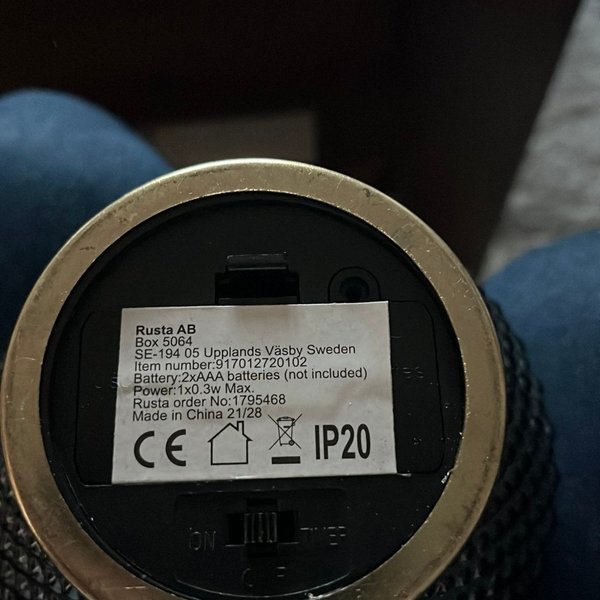 Rusta AB
Box 5064
SE-194 05 Upplands Väsby Sweden
Item number:917012720102
Battery:2xAAA batteries (not included)
Power:1x0.3w Max.
Rusta order No:1795468
Made in China 21/28
CE IP20
ON TIMER
OFF